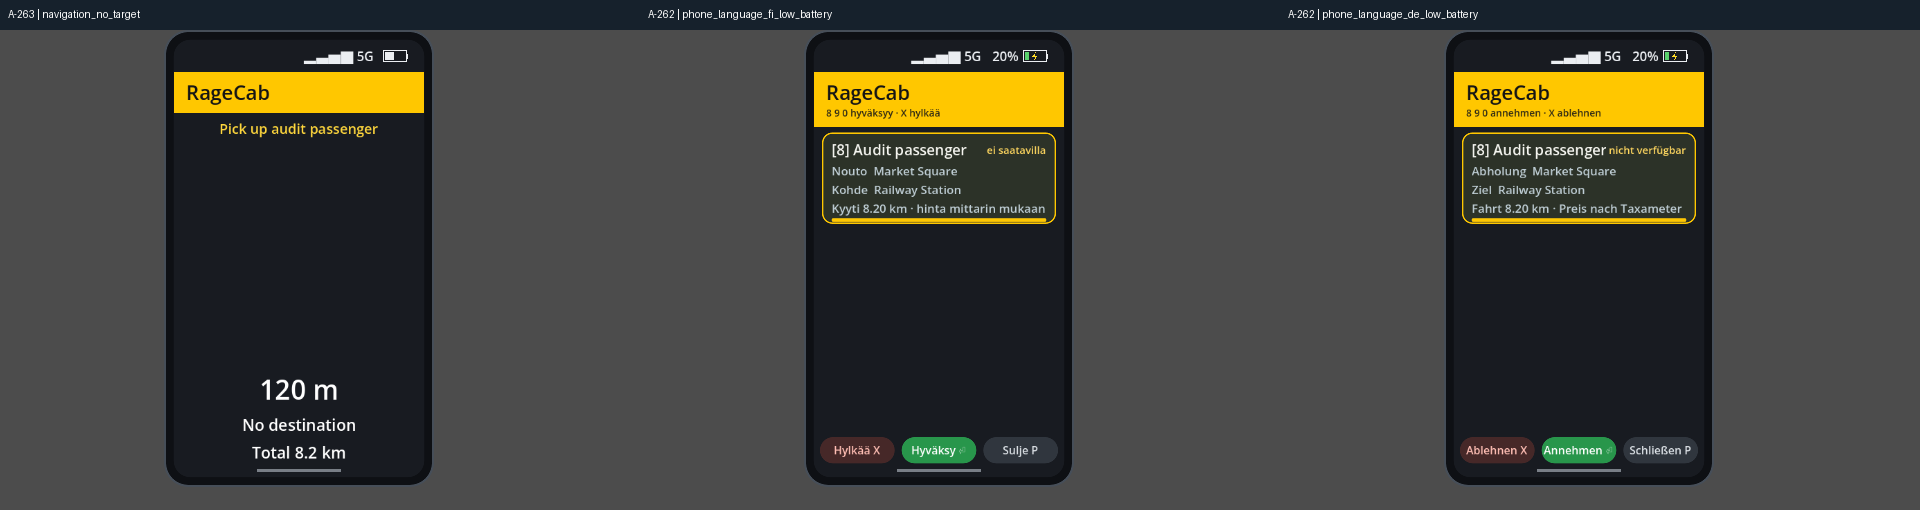 A-263 | navigation_no_target
5G
RageCab
Pick up audit passenger
120 m
No destination
Total 8.2 km
A-262 | phone_language_fi_low_battery
5G 20%
RageCab
8 9 0 hyväksyy · X hylkää
[8] Audit passenger ei saatavilla
Nouto Market Square
Kohde Railway Station
Kyyti 8.20 km · hinta mittarin mukaan
Hylkää X
Hyväksy
Sulje P
A-262 | phone_language_de_low_battery
5G 20%
RageCab
8 9 0 annehmen · X ablehnen
[8] Audit passenger nicht verfügbar
Abholung Market Square
Ziel Railway Station
Fahrt 8.20 km · Preis nach Taxameter
Ablehnen X
Annehmen
Schließen P